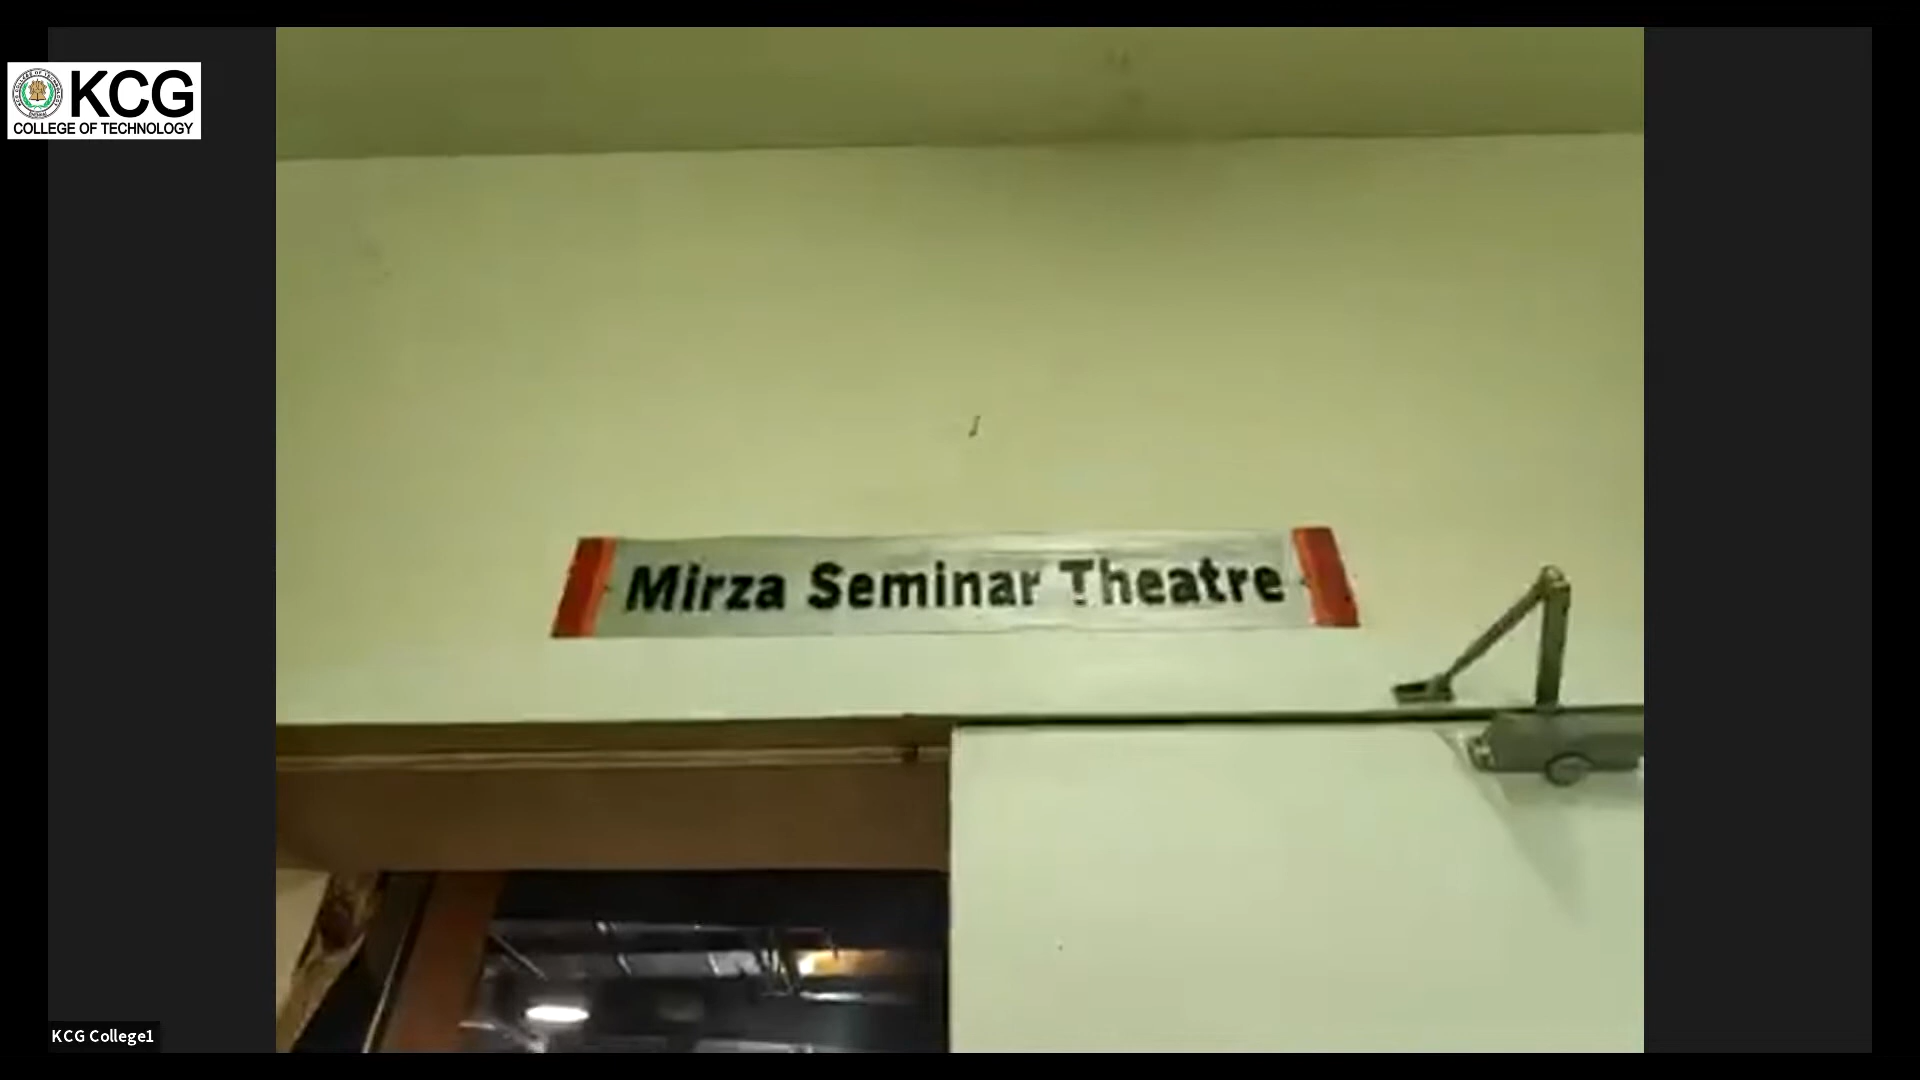 KCG
COLLEGE OF TECHNOLOGY
Mirza Seminar Theatre
KCG College1